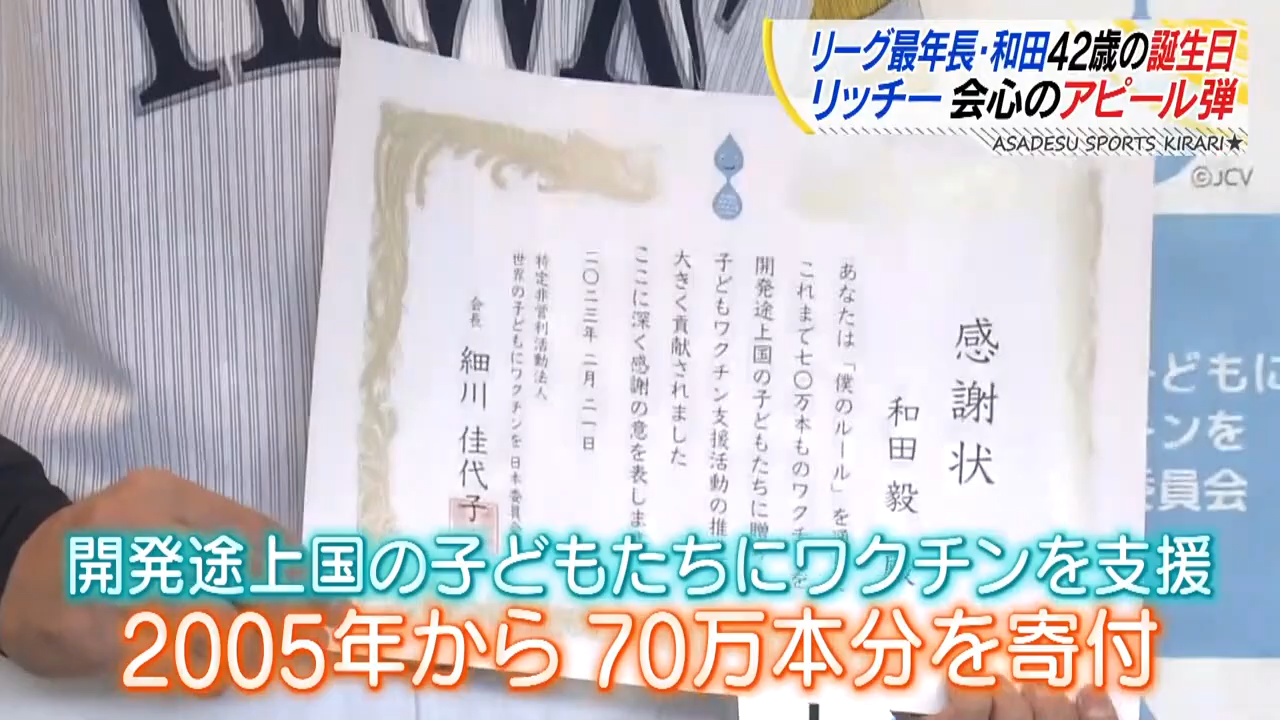 リーグ最年長・和田42歳の誕生日
リッチー 会心のアピール弾
ASADESU SPORTS KIRARI★
©JCV
感謝状
和田 毅
あなたは「僕のルール」を通
これまで七〇万本ものワクチ
を
開発途上国の子どもたちに贈
子どもワクチン支援活動の推
大きく貢献されました
ここに深く感謝の意を表しま
二〇二三年 二月 二一日
特定非営利活動法人
世界の子どもにワクチンを 日本委員会
会長 細川 佳代子
どもに
ンを
員会
開発途上国の子どもたちにワクチンを支援
2005年から 70万本分を寄付